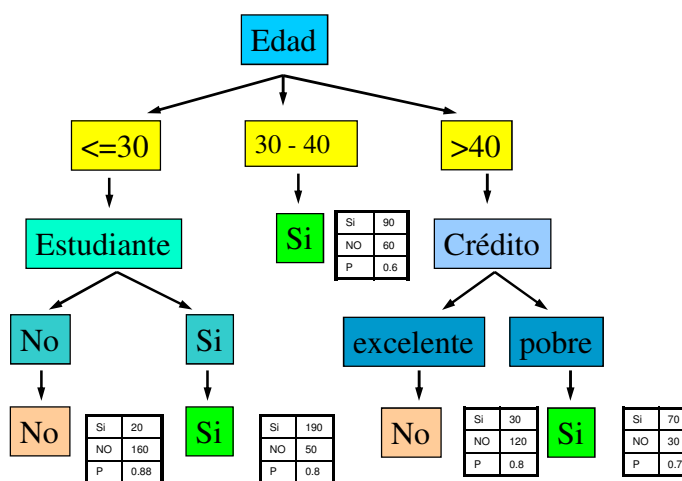 Edad
<=30
30 - 40
>40
Estudiante
Si
Si 90
NO 60
P 0.6
Crédito
No
Si
excelente
pobre
No
Si 20
NO 160
P 0.88
Si
Si 190
NO 50
P 0.8
No
Si 30
NO 120
P 0.8
Si
Si 70
NO 30
P 0.7